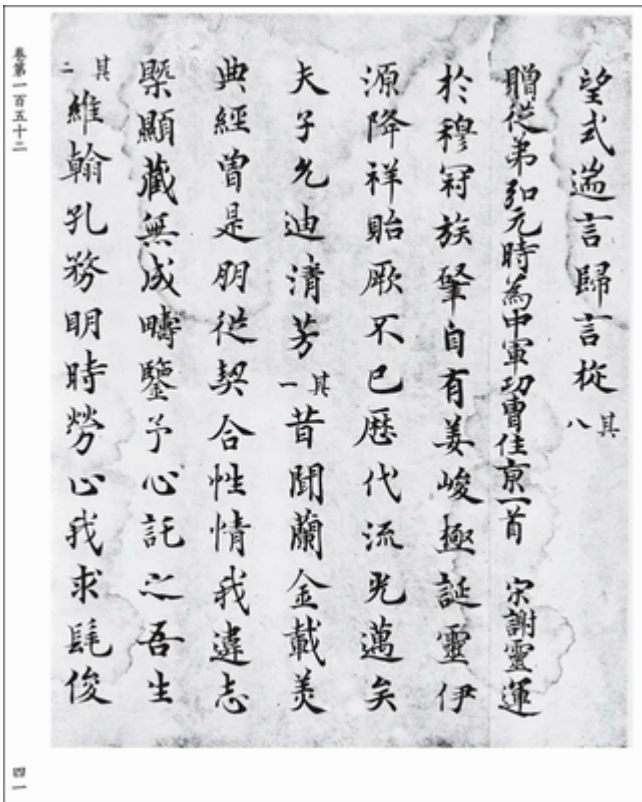 望式遄言歸言捴 其八
贈從弟弘元時為中軍功曹住京一首 宋謝靈運
於穆冠族肇自有姜峻極誕靈伊
源降祥貽厥不已歷代流光邁矣
夫子允迪清芳 其一 昔聞蘭金載美
典經曾是朋從契合性情我違志
槩顯藏無成疇鑒予心託之吾生
其二 維翰孔務明時勞心我求髦俊
卷第一百五十二
四一